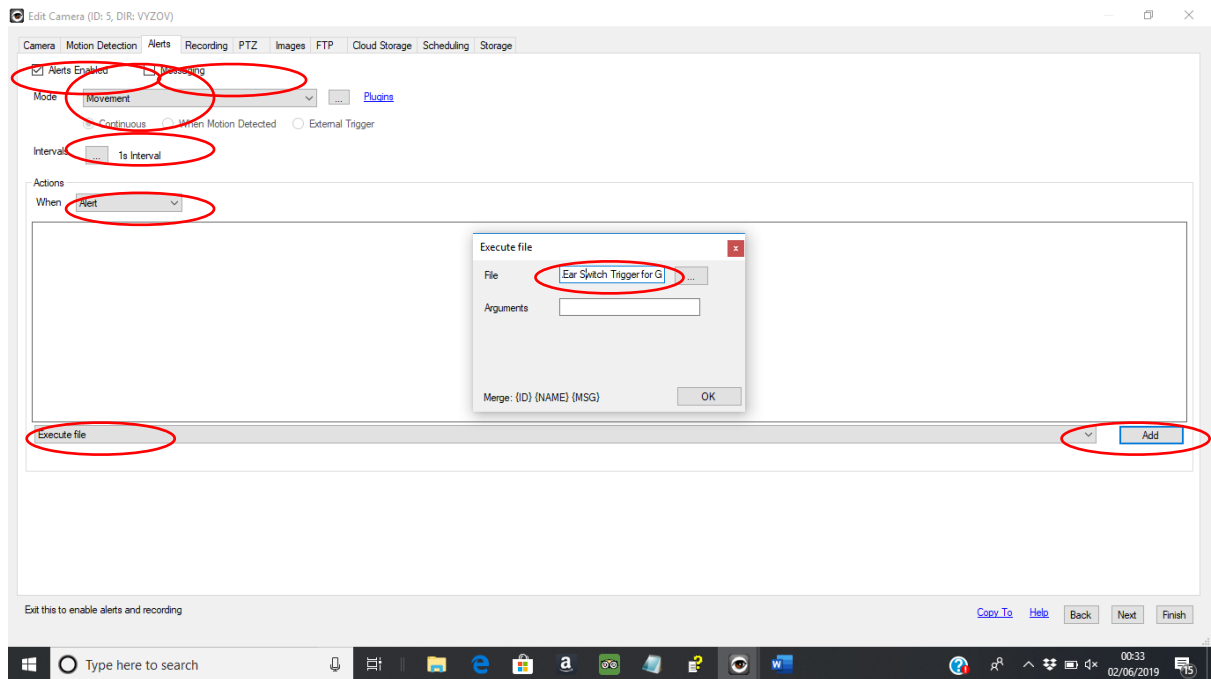 Edit Camera (ID: 5, DIR: VYZOV)
Camera Motion Detection Alerts Recording PTZ Images FTP Cloud Storage Scheduling Storage
Alerts Enabled Messaging
Mode Movement ... Plugins
Continuous When Motion Detected External Trigger
Intervals ... 1s Interval
Actions
When Alert
Execute file x
File Ear Switch Trigger for G ...
Arguments
Merge: {ID} {NAME} {MSG} OK
Execute file Add
Exit this to enable alerts and recording Copy To Help Back Next Finish
Type here to search
00:33
02/06/2019
15